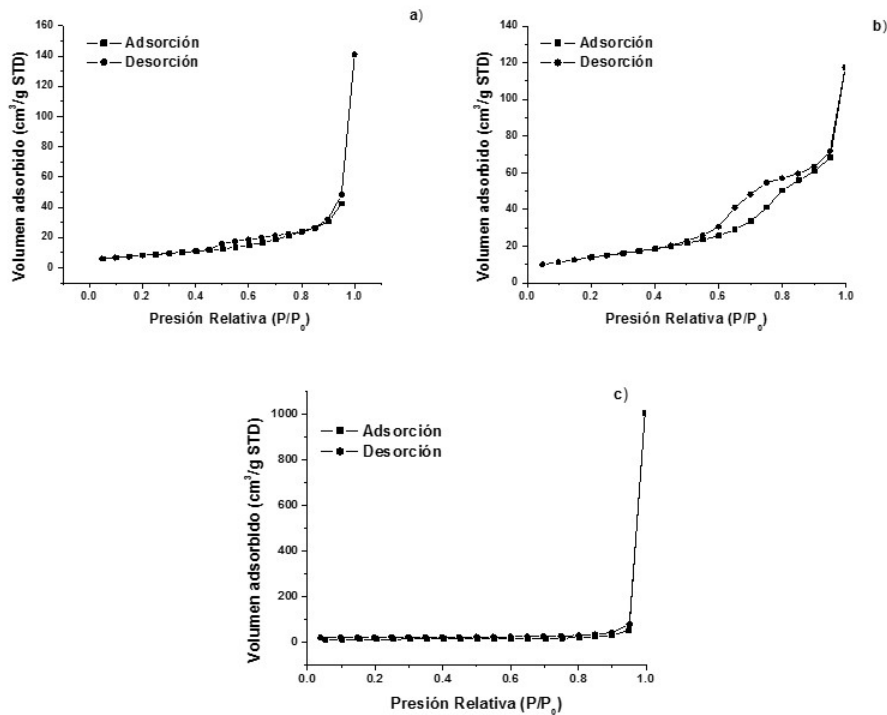 a)
160
140
120
100
80
60
40
20
0
Volumen adsorbido (cm³/g STD)
Adsorción
Desorción
0.0 0.2 0.4 0.6 0.8 1.0
Presión Relativa (P/P₀)
b)
140
120
100
80
60
40
20
0
Volumen adsorbido (cm³/g STD)
Adsorción
Desorción
0.0 0.2 0.4 0.6 0.8 1.0
Presión Relativa (P/P₀)
c)
1000
800
600
400
200
0
Volumen adsorbido (cm³/g STD)
Adsorción
Desorción
0.0 0.2 0.4 0.6 0.8 1.0
Presión Relativa (P/P₀)